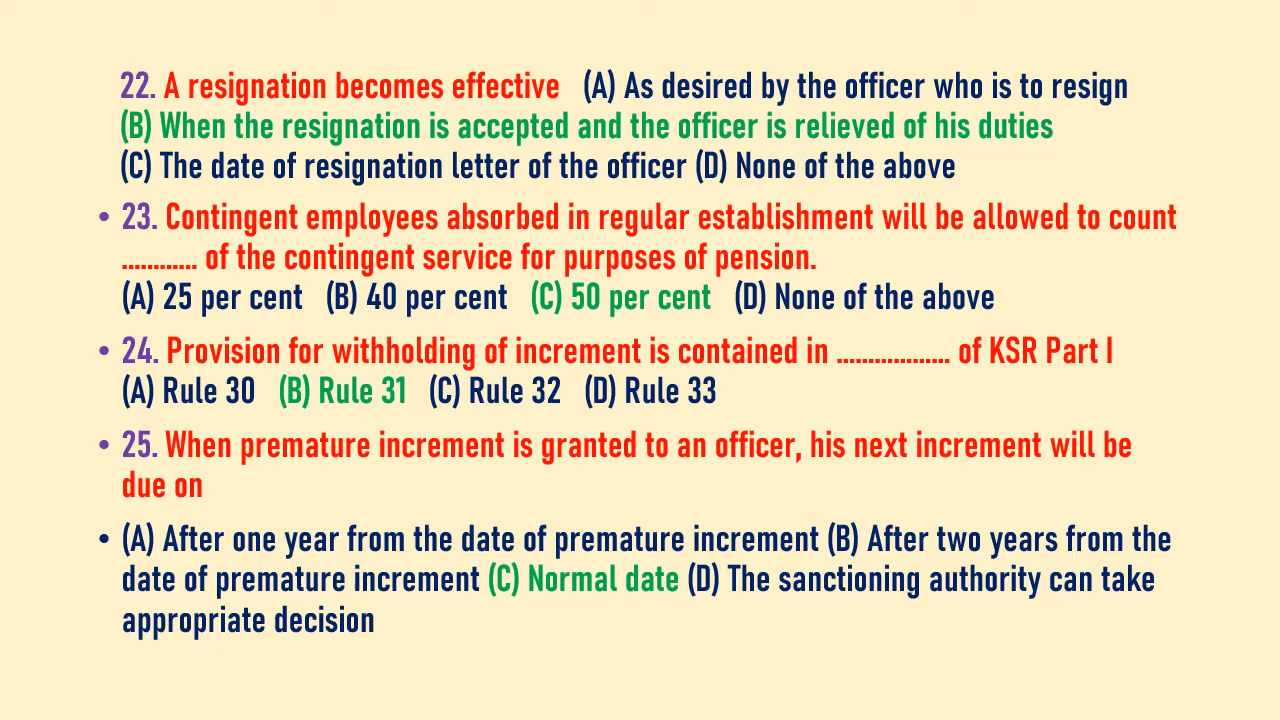 22. A resignation becomes effective (A) As desired by the officer who is to resign
(B) When the resignation is accepted and the officer is relieved of his duties
(C) The date of resignation letter of the officer (D) None of the above
• 23. Contingent employees absorbed in regular establishment will be allowed to count
............ of the contingent service for purposes of pension.
(A) 25 per cent (B) 40 per cent (C) 50 per cent (D) None of the above
• 24. Provision for withholding of increment is contained in .................. of KSR Part I
(A) Rule 30 (B) Rule 31 (C) Rule 32 (D) Rule 33
• 25. When premature increment is granted to an officer, his next increment will be
due on
• (A) After one year from the date of premature increment (B) After two years from the
date of premature increment (C) Normal date (D) The sanctioning authority can take
appropriate decision